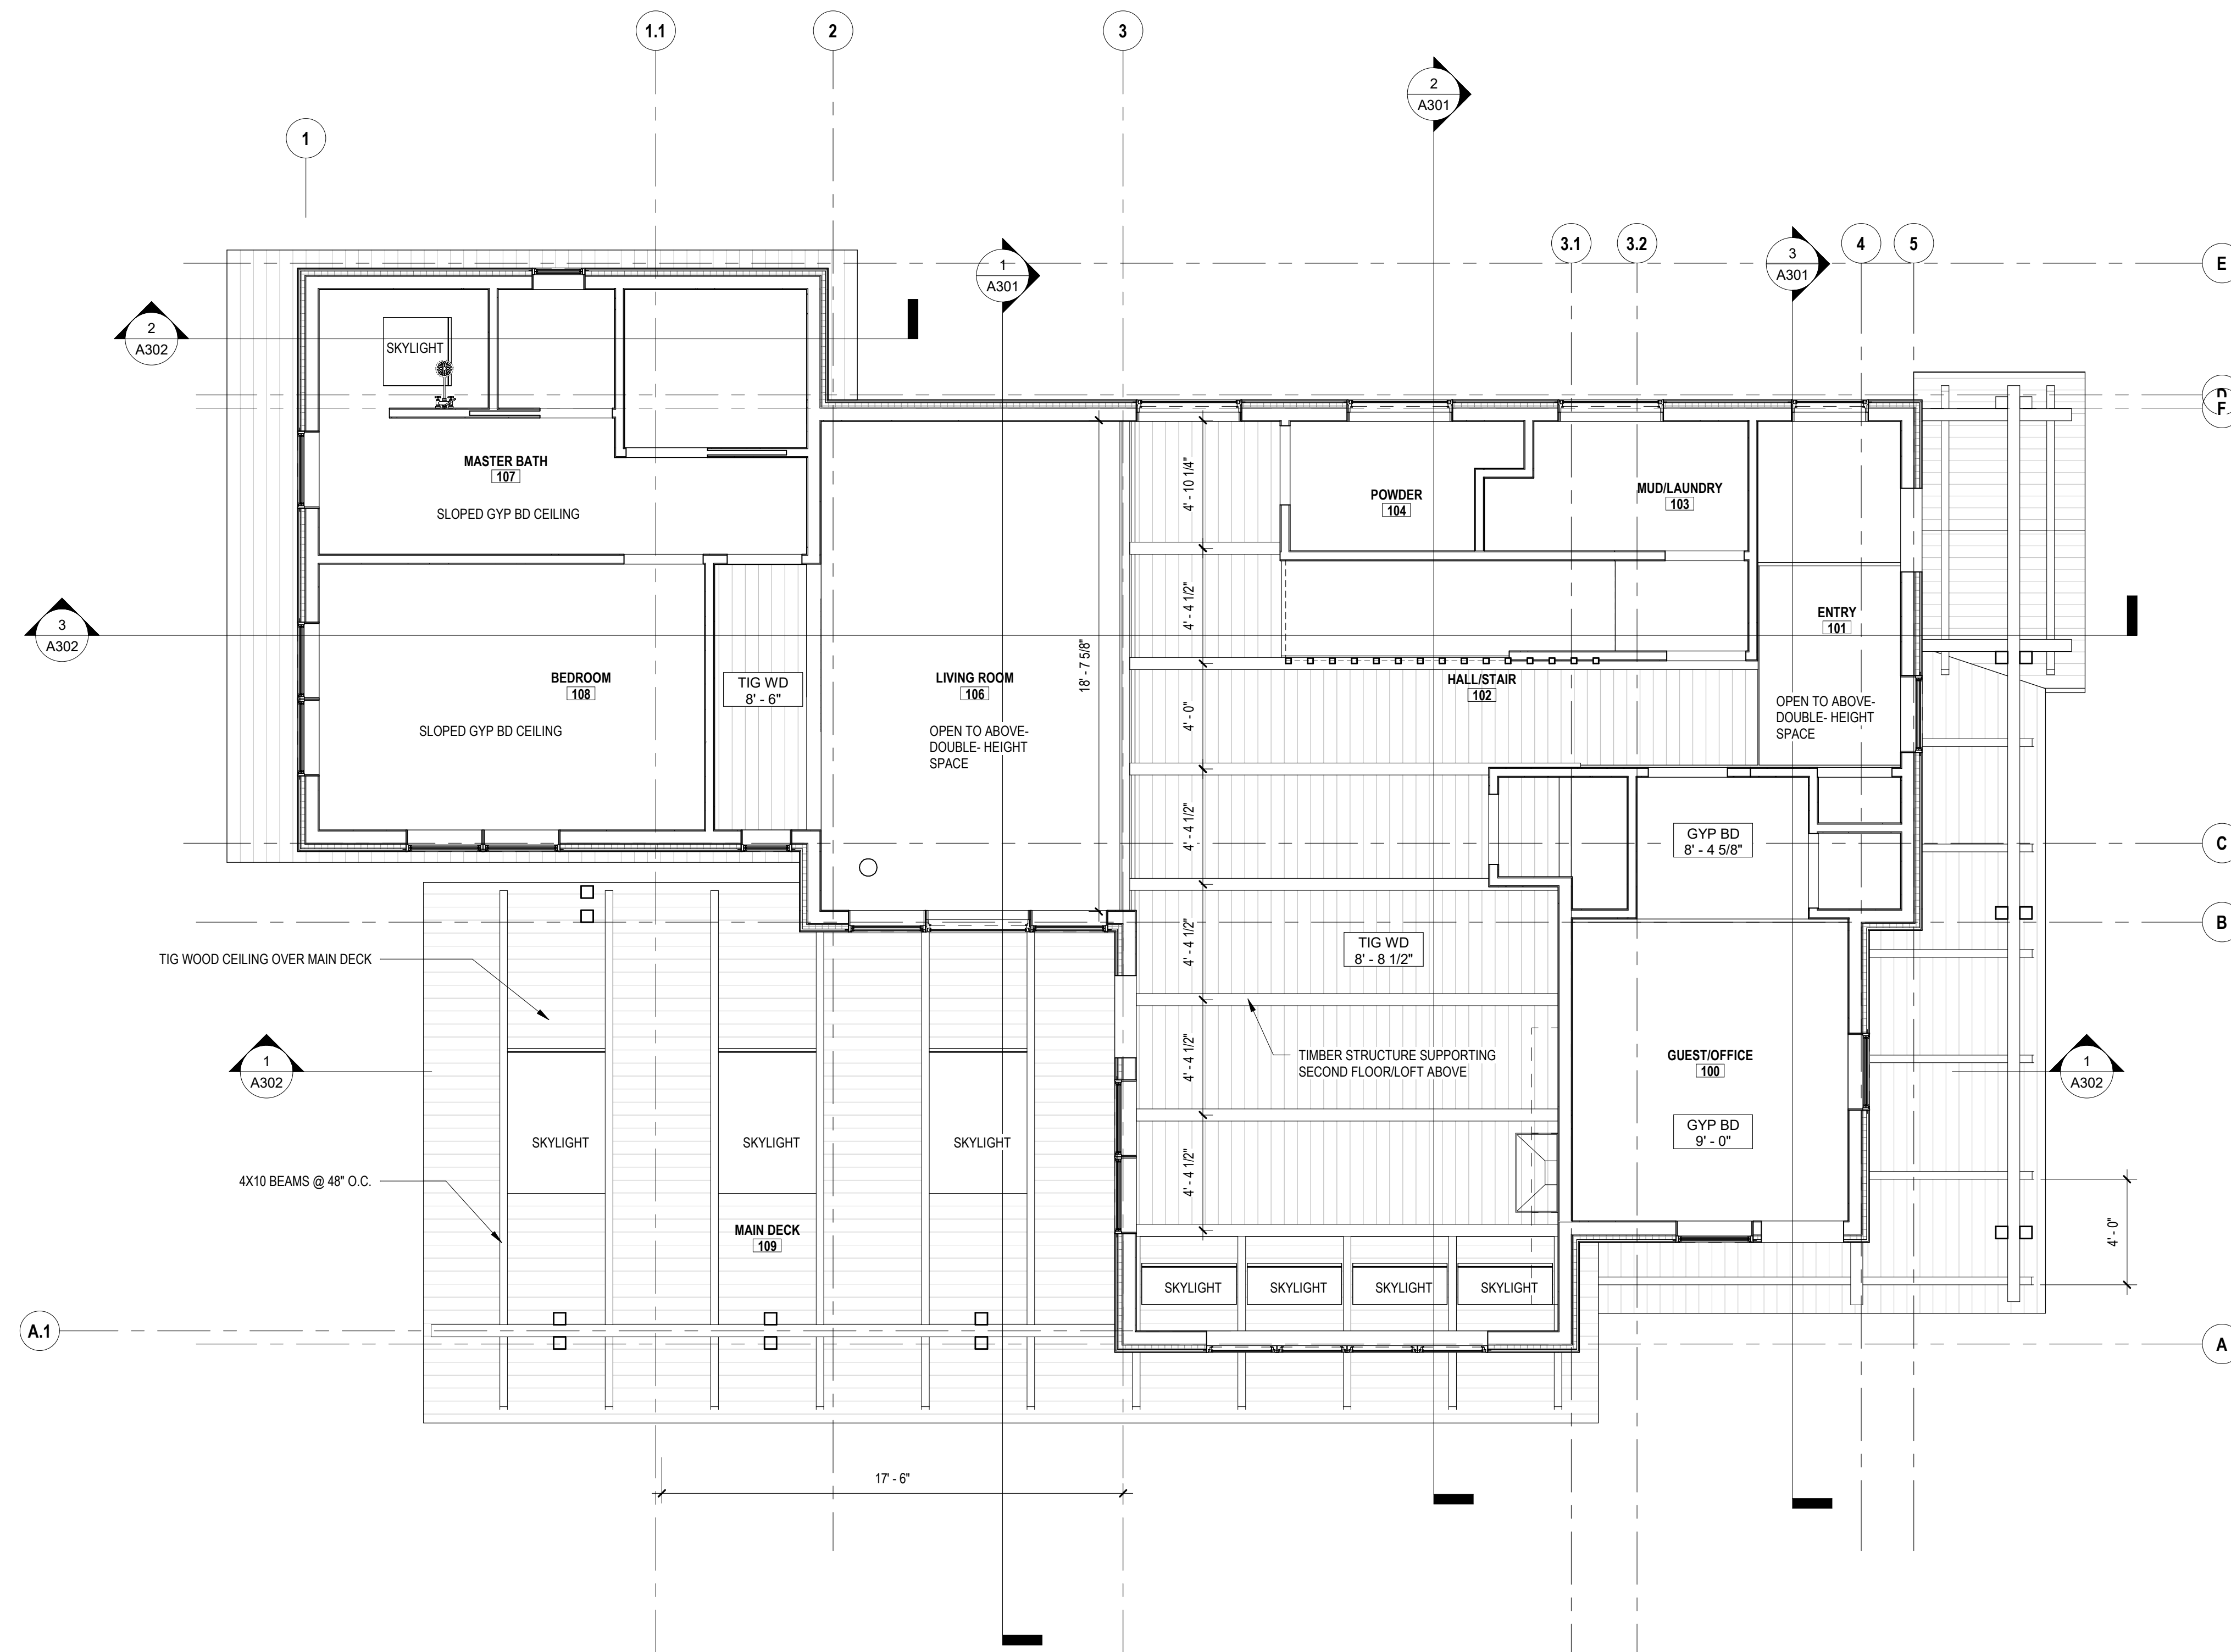 1.1
2
3
2
A301
1
3.1
3.2
3
A301
4
5
E
1
A301
2
A302
SKYLIGHT
D
F
MASTER BATH
107
SLOPED GYP BD CEILING
4' - 10 1/4"
POWDER
104
MUD/LAUNDRY
103
3
A302
4' - 4 1/2"
ENTRY
101
BEDROOM
108
SLOPED GYP BD CEILING
TIG WD
8' - 6"
LIVING ROOM
106
OPEN TO ABOVE-
DOUBLE- HEIGHT
SPACE
18' - 7 5/8"
HALL/STAIR
102
4' - 0"
OPEN TO ABOVE-
DOUBLE- HEIGHT
SPACE
4' - 4 1/2"
GYP BD
8' - 4 5/8"
C
4' - 4 1/2"
B
TIG WD
8' - 8 1/2"
TIG WOOD CEILING OVER MAIN DECK
1
A302
4' - 4 1/2"
TIMBER STRUCTURE SUPPORTING
SECOND FLOOR/LOFT ABOVE
GUEST/OFFICE
100
1
A302
SKYLIGHT
SKYLIGHT
SKYLIGHT
GYP BD
9' - 0"
4X10 BEAMS @ 48" O.C.
4' - 4 1/2"
MAIN DECK
109
4' - 0"
SKYLIGHT
SKYLIGHT
SKYLIGHT
SKYLIGHT
A.1
A
17' - 6"